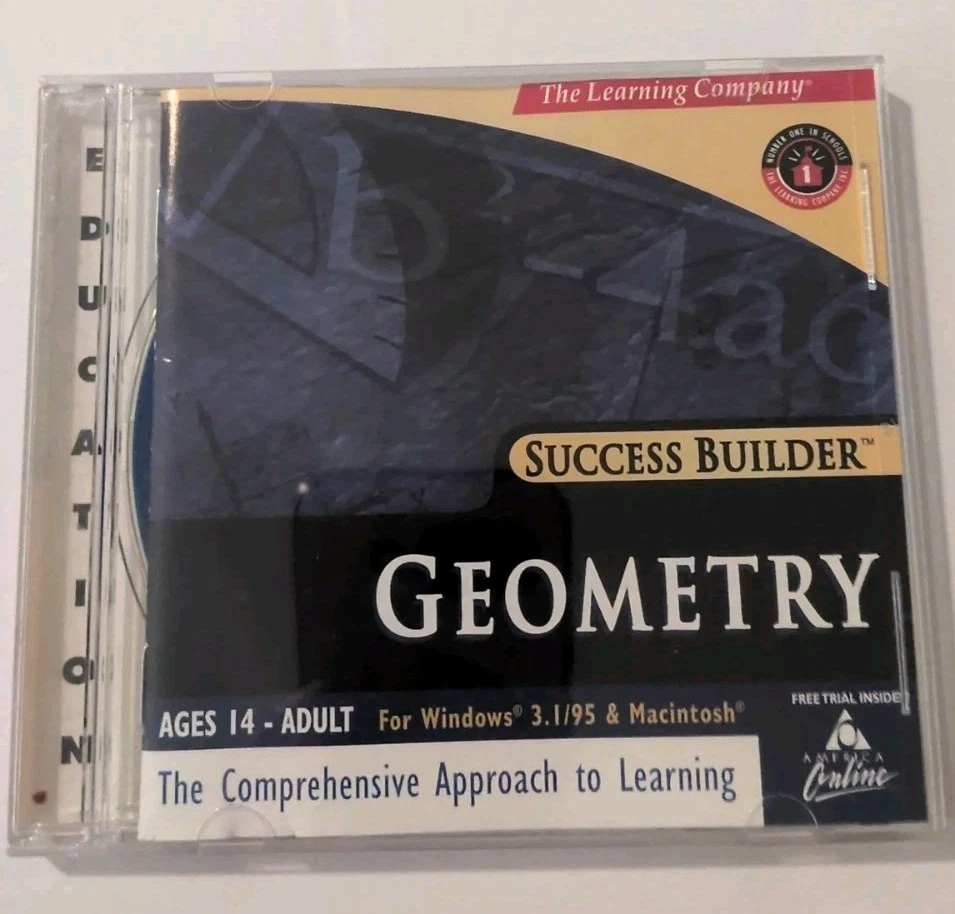 The Learning Company®
NUMBER ONE IN SCHOOLS
1
THE LEARNING COMPANY INC.
EDUCATION
b
-4ac
SUCCESS BUILDER™
GEOMETRY
FREE TRIAL INSIDE!
AGES 14 - ADULT For Windows® 3.1/95 & Macintosh®
AMERICA
Online
The Comprehensive Approach to Learning